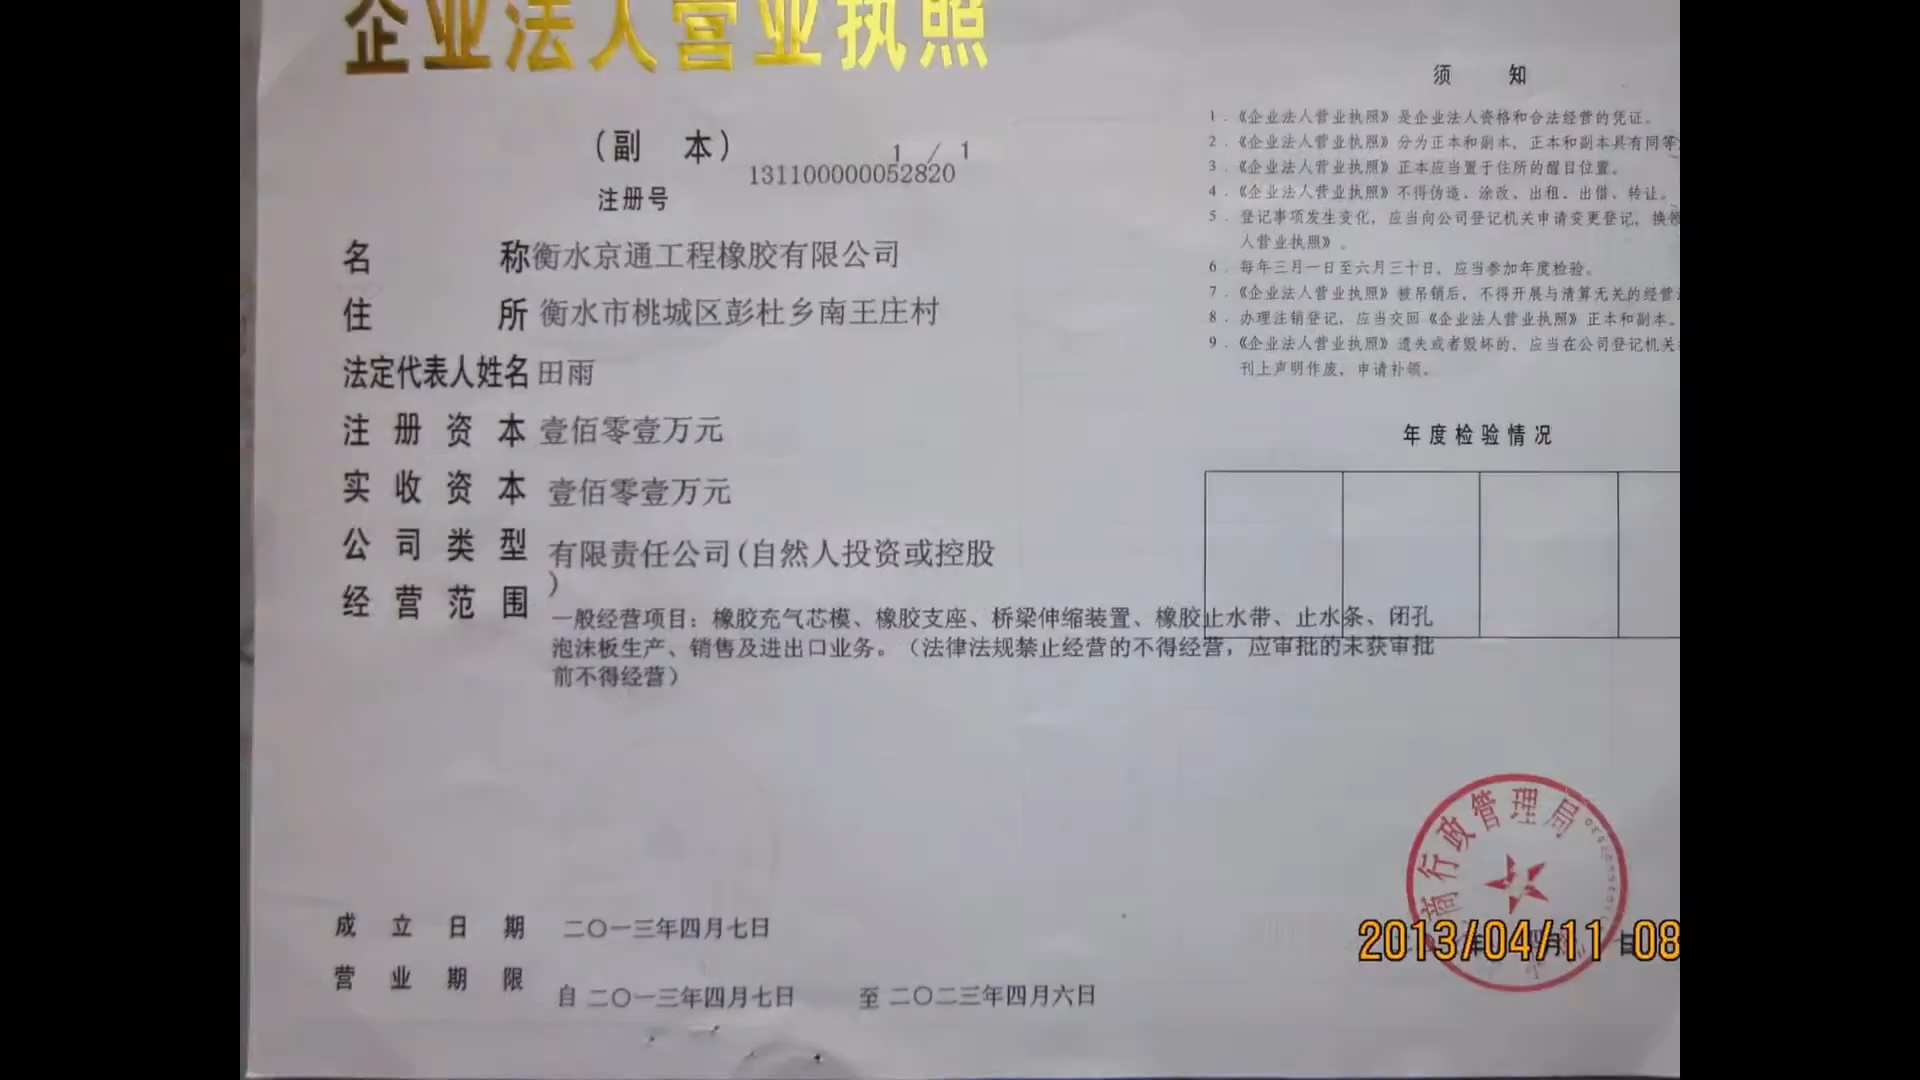 企业法人营业执照
（副 本）
1 / 1
注册号
131100000052820
名 称 衡水京通工程橡胶有限公司
住 所 衡水市桃城区彭杜乡南王庄村
法定代表人姓名 田雨
注册资本 壹佰零壹万元
实收资本 壹佰零壹万元
公司类型 有限责任公司(自然人投资或控股
)
经营范围
一般经营项目：橡胶充气芯模、橡胶支座、桥梁伸缩装置、橡胶止水带、止水条、闭孔
泡沫板生产、销售及进出口业务。（法律法规禁止经营的不得经营，应审批的未获审批
前不得经营）
成立日期 二〇一三年四月七日
营业期限 自 二〇一三年四月七日 至 二〇二三年四月六日
须 知
1．《企业法人营业执照》是企业法人资格和合法经营的凭证。
2．《企业法人营业执照》分为正本和副本，正本和副本具有同等
3．《企业法人营业执照》正本应当置于住所的醒目位置。
4．《企业法人营业执照》不得伪造、涂改、出租、出借、转让。
5．登记事项发生变化，应当向公司登记机关申请变更登记，换领
人营业执照》。
6．每年三月一日至六月三十日，应当参加年度检验。
7．《企业法人营业执照》被吊销后，不得开展与清算无关的经营
8．办理注销登记，应当交回《企业法人营业执照》正本和副本。
9．《企业法人营业执照》遗失或者毁坏的，应当在公司登记机关
刊上声明作废，申请补领。
年度检验情况
商行政管理局
年 四月 日
2013/04/11 08